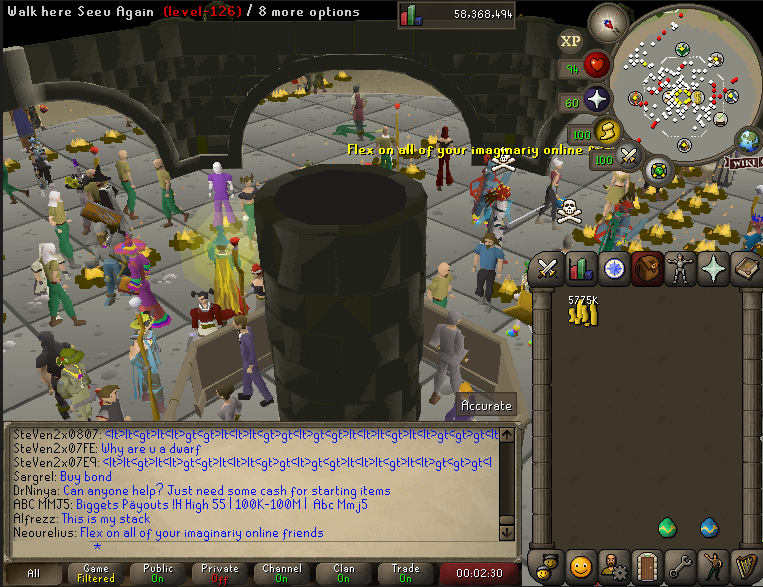 Walk here Seeu Again (level-126) / 8 more options
58,368,494
XP
94
60
100
100
WIKI
Flex on all of your imaginariy online
5775K
Accurate
SteVen2x0807: <lt>lt<gt>lt<lt>gt<gt>lt<lt>gt<lt>gt<gt>lt<gt>lt<lt>gt<lt>gt<gt>lt
SteVen2x07FE: Why are u a dwarf
SteVen2x07E9: <lt>lt<gt>lt<lt>gt<gt>lt<lt>gt<lt>gt<gt>lt<gt>lt<lt>gt<lt>gt<gt<l
Sargrel: Buy bond
DrNinya: Can anyone help? Just need some cash for starting items
ABC MMJ5: Biggets Päyouts !H High 55 | 100K-100M | Abc Mmj5
Alfrezz: This is my stack
Neourelius: Flex on all of your imaginariy online friends
*
All
Game Filtered
Public On
Private Off
Channel On
Clan On
Trade On
00:02:30